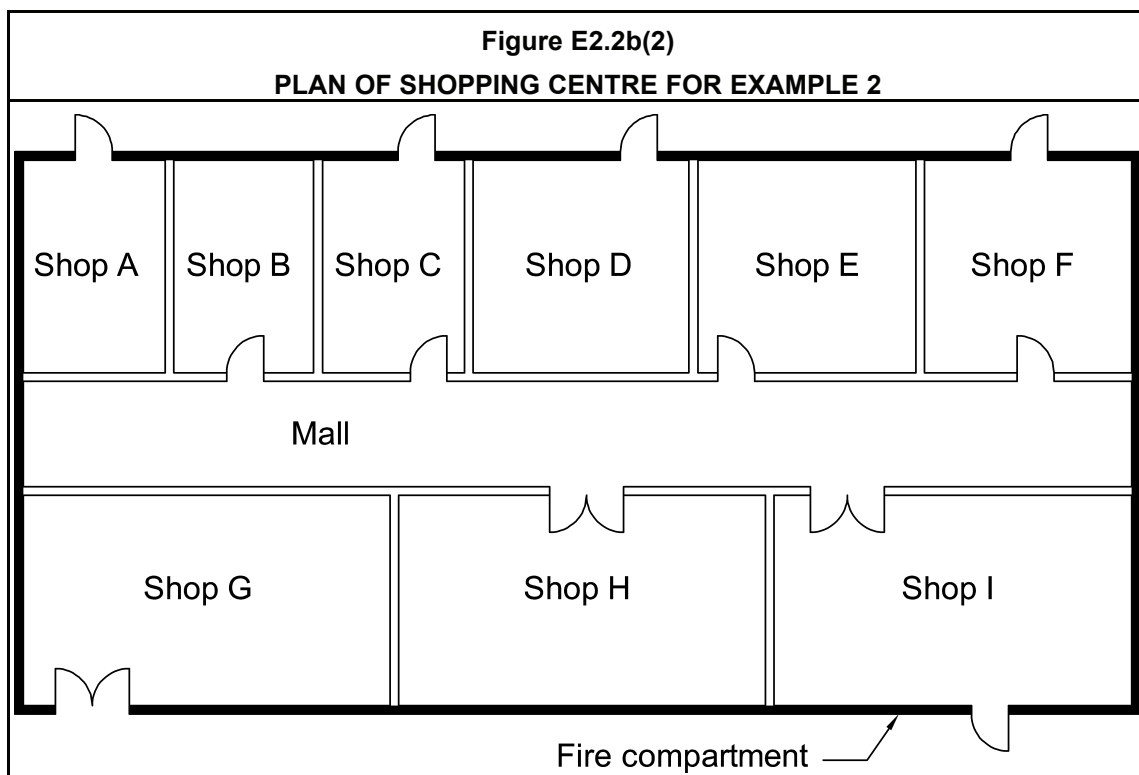 Figure E2.2b(2)
PLAN OF SHOPPING CENTRE FOR EXAMPLE 2
Shop A
Shop B
Shop C
Shop D
Shop E
Shop F
Mall
Shop G
Shop H
Shop I
Fire compartment